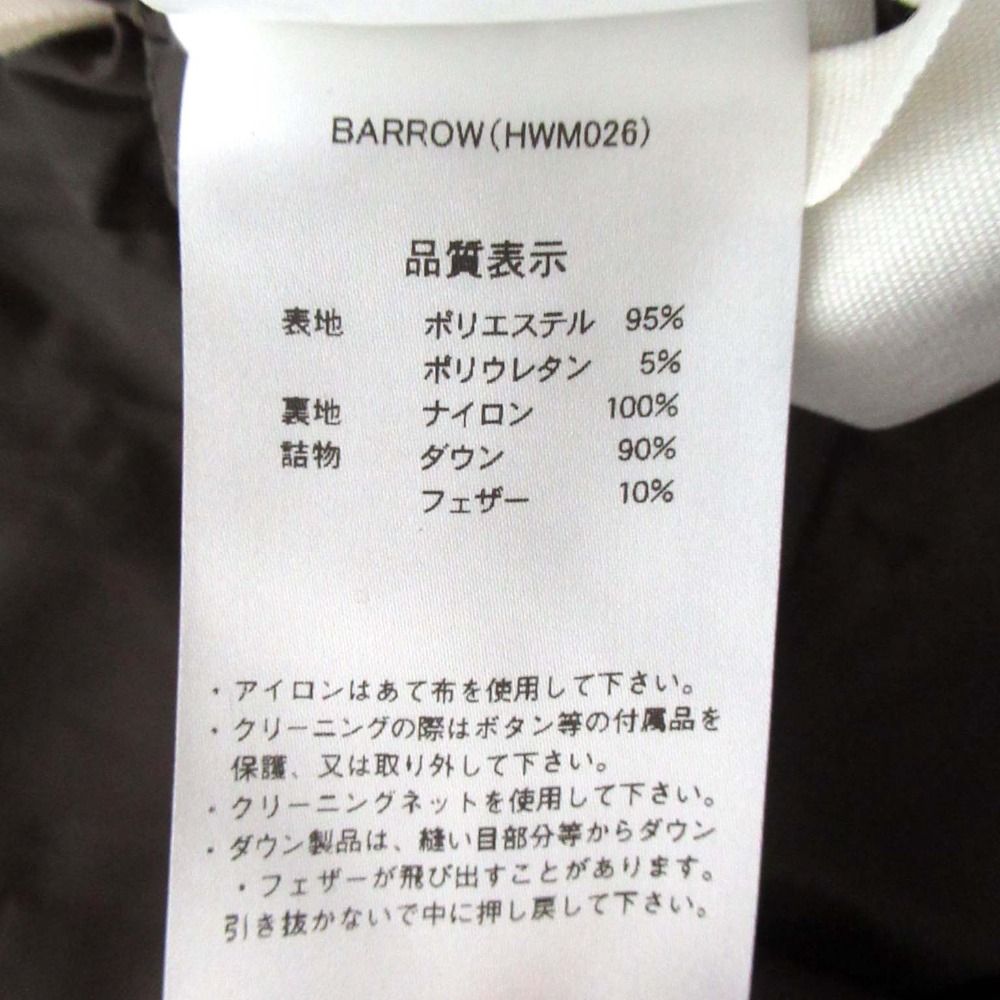 BARROW(HWM026)
品質表示
表地 ポリエステル 95%
ポリウレタン 5%
裏地 ナイロン 100%
詰物 ダウン 90%
フェザー 10%
・アイロンはあて布を使用して下さい。
・クリーニングの際はボタン等の付属品を
保護、又は取り外して下さい。
・クリーニングネットを使用して下さい。
・ダウン製品は、縫い目部分等からダウン
・フェザーが飛び出すことがあります。
引き抜かないで中に押し戻して下さい。